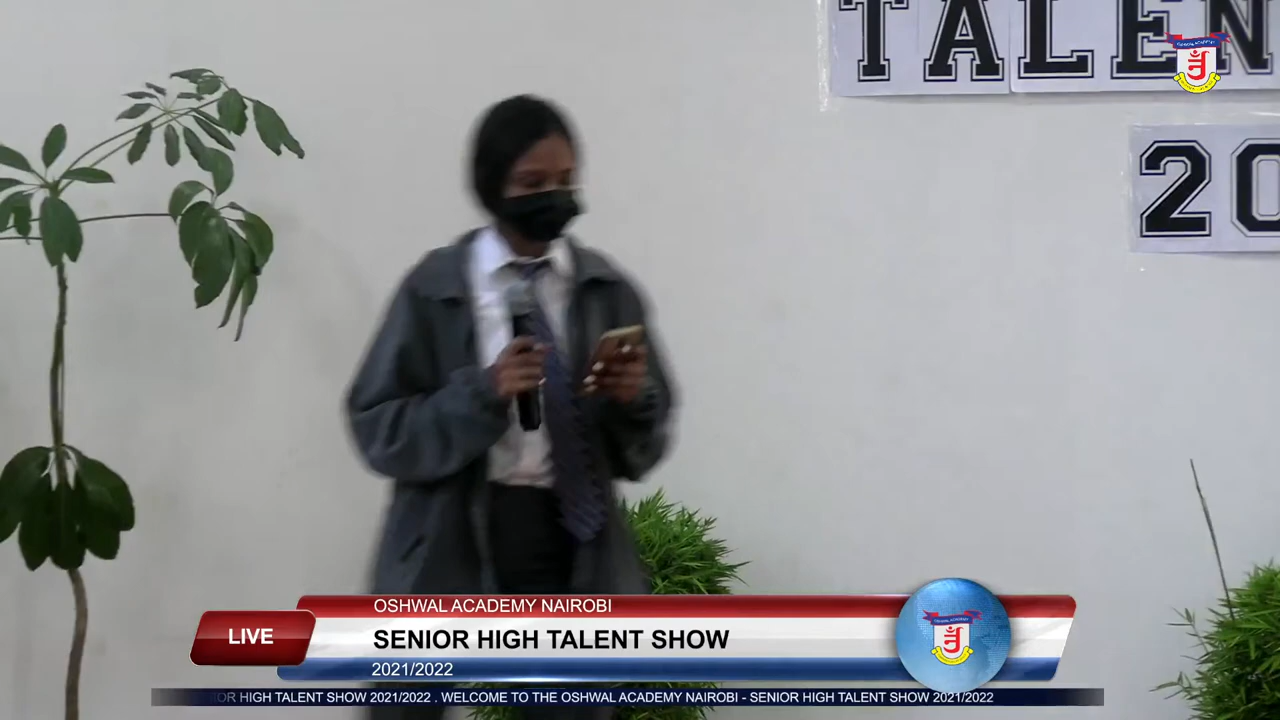 TALEN
20
OSHWAL ACADEMY NAIROBI
LIVE
SENIOR HIGH TALENT SHOW
2021/2022
OR HIGH TALENT SHOW 2021/2022 . WELCOME TO THE OSHWAL ACADEMY NAIROBI - SENIOR HIGH TALENT SHOW 2021/2022